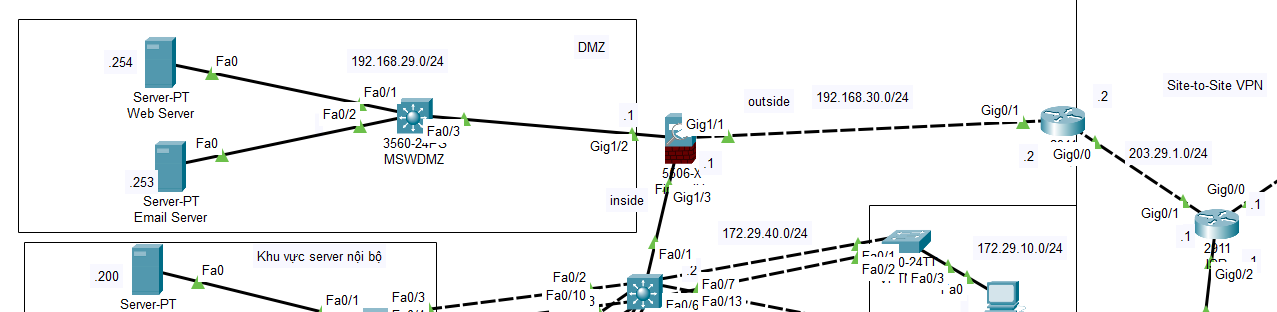 DMZ
192.168.29.0/24
.254
Fa0
Server-PT
Web Server
Fa0/1
Fa0/2
Fa0/3
3560-24PS
MSWDMZ
Fa0
.253
Server-PT
Email Server
.1
Gig1/2
outside
192.168.30.0/24
Gig1/1
.1
Gig1/3
inside
Gig0/1
.2
.2
Gig0/0
Site-to-Site VPN
203.29.1.0/24
Gig0/0
.1
Gig0/1
.1
2911
.1
Gig0/2
Khu vực server nội bộ
.200
Fa0
Server-PT
Fa0/1
Fa0/3
Fa0/1
.2
Fa0/2
Fa0/10
Fa0/7
Fa0/6
Fa0/13
172.29.40.0/24
172.29.10.0/24
Fa0/1
Fa0/2
Fa0/3